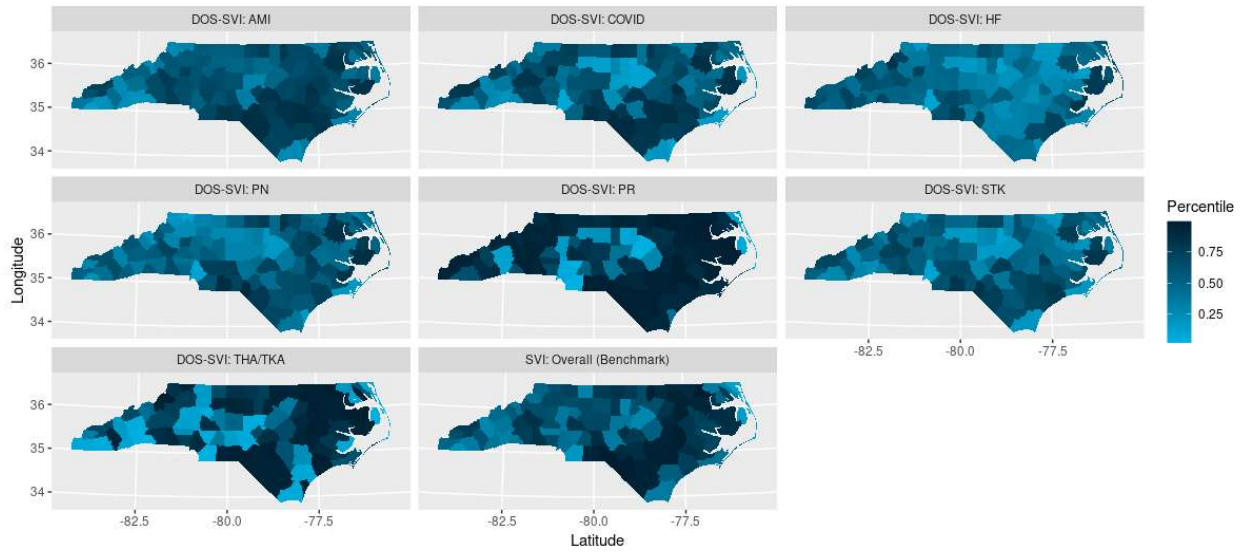 DOS-SVI: AMI
DOS-SVI: COVID
DOS-SVI: HF
36
35
34
DOS-SVI: PN
DOS-SVI: PR
DOS-SVI: STK
36
35
34
-82.5
-80.0
-77.5
DOS-SVI: THA/TKA
SVI: Overall (Benchmark)
36
35
34
-82.5
-80.0
-77.5
-82.5
-80.0
-77.5
Longitude
Latitude
Percentile
0.75
0.50
0.25